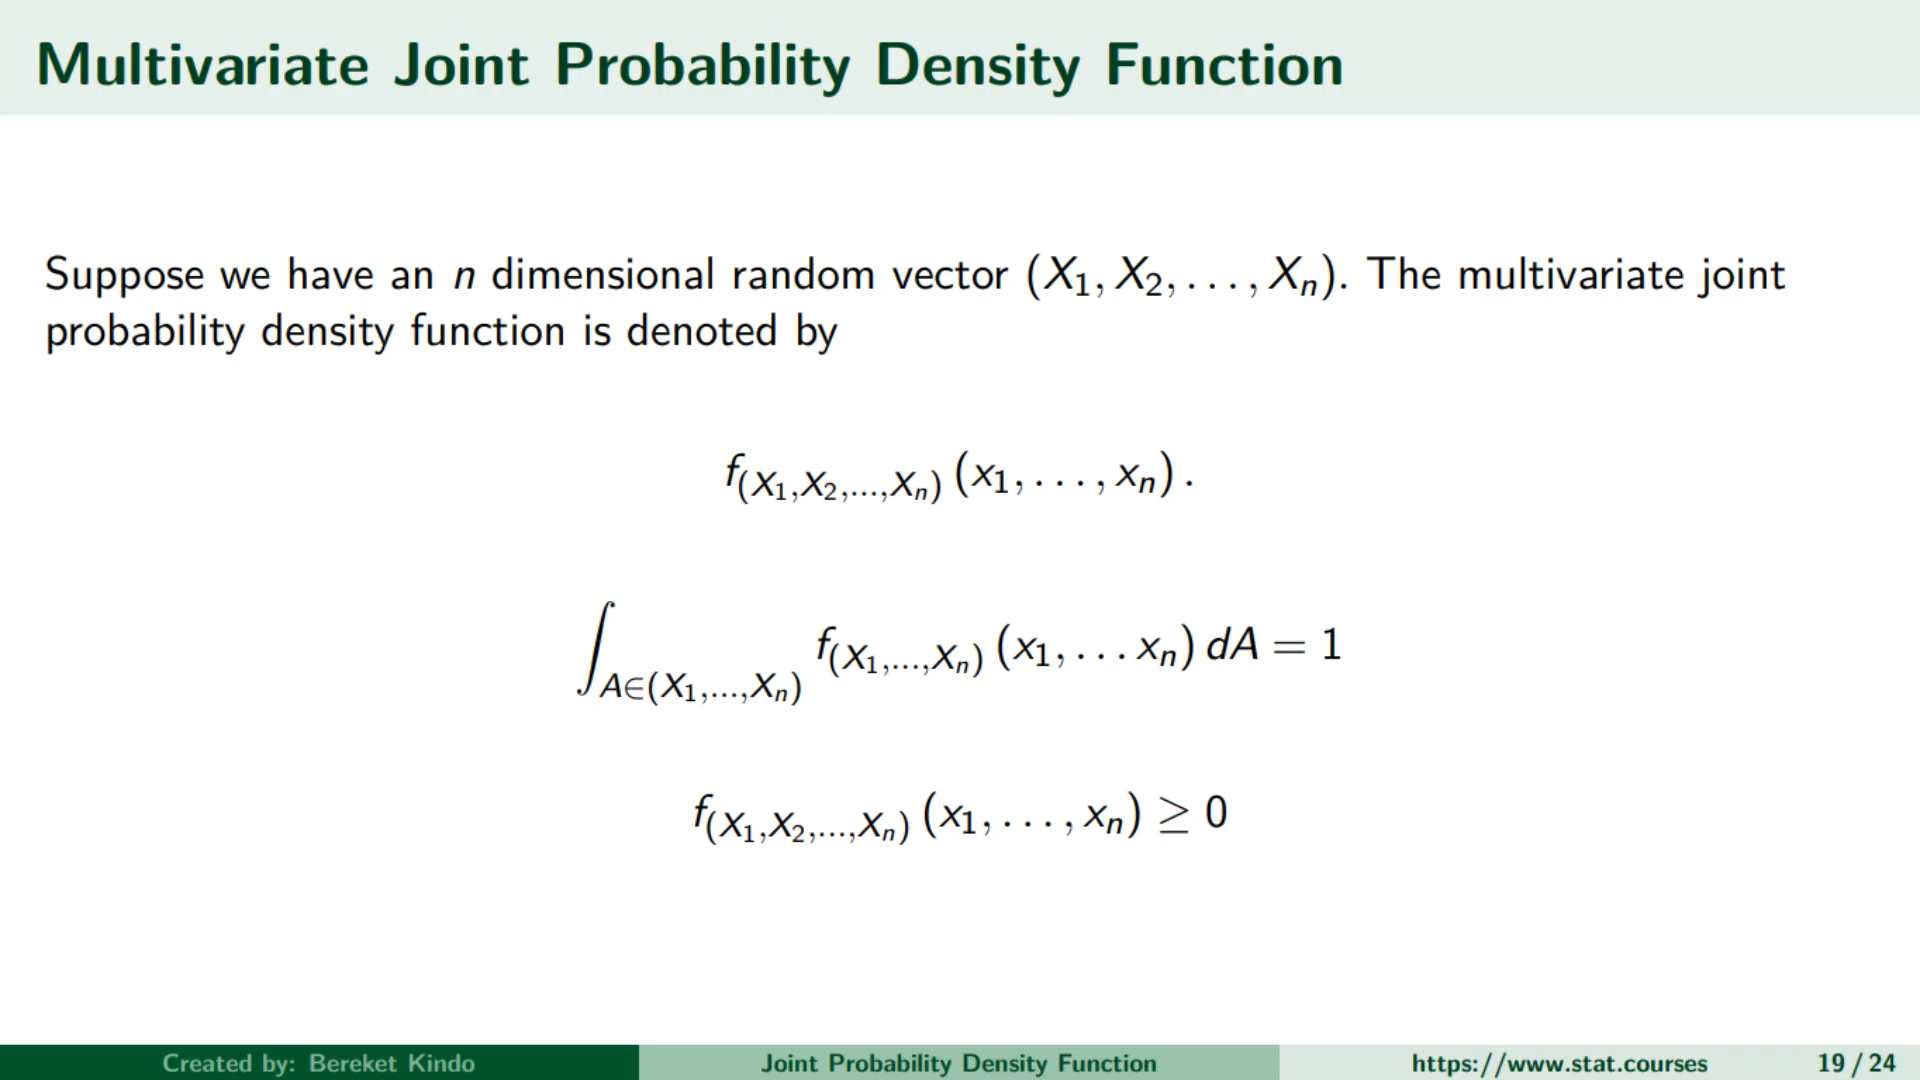 Multivariate Joint Probability Density Function
Suppose we have an n dimensional random vector (X₁, X₂, . . . , Xₙ). The multivariate joint
probability density function is denoted by
f₍X₁,X₂,...,Xₙ₎ (x₁, . . . , xₙ) .
∫_{A∈(X₁,...,Xₙ)} f₍X₁,...,Xₙ₎ (x₁, . . . xₙ) dA = 1
f₍X₁,X₂,...,Xₙ₎ (x₁, . . . , xₙ) ≥ 0
Created by: Bereket Kindo Joint Probability Density Function https://www.stat.courses 19 / 24